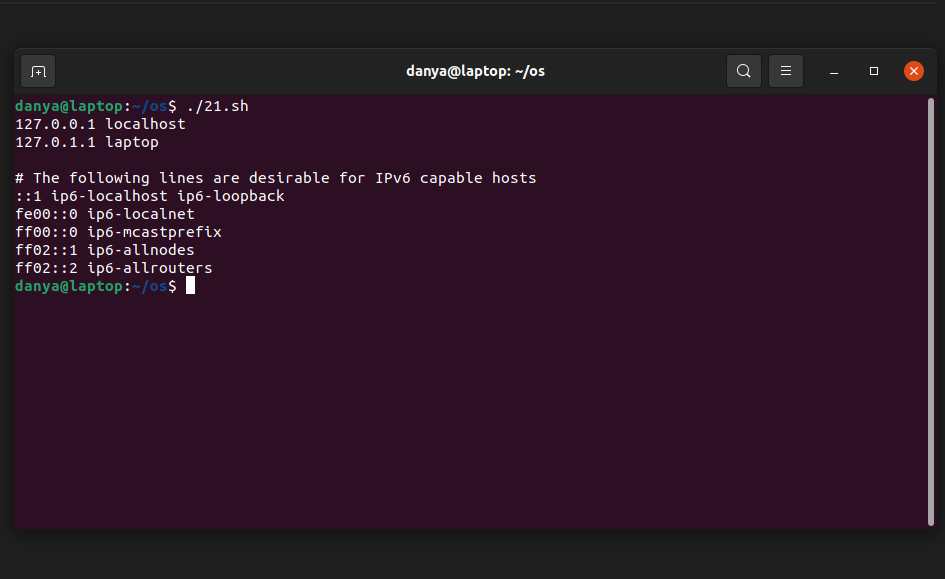 danya@laptop: ~/os
danya@laptop:~/os$ ./21.sh
127.0.0.1 localhost
127.0.1.1 laptop

# The following lines are desirable for IPv6 capable hosts
::1 ip6-localhost ip6-loopback
fe00::0 ip6-localnet
ff00::0 ip6-mcastprefix
ff02::1 ip6-allnodes
ff02::2 ip6-allrouters
danya@laptop:~/os$